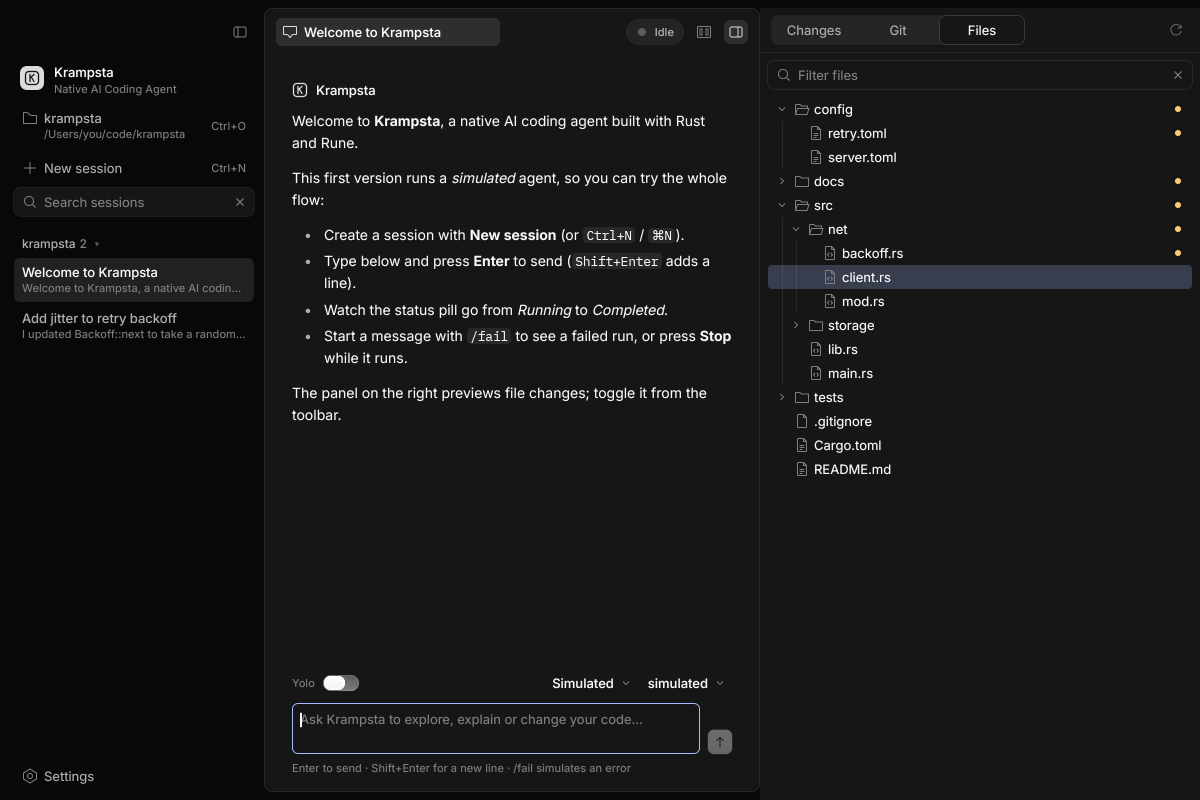 Krampsta
Native AI Coding Agent
krampsta
/Users/you/code/krampsta
Ctrl+O
New session
Ctrl+N
Search sessions
krampsta 2
Welcome to Krampsta
Welcome to Krampsta, a native AI codin...
Add jitter to retry backoff
I updated Backoff::next to take a random...
Settings
Welcome to Krampsta
Idle
K Krampsta
Welcome to Krampsta, a native AI coding agent built with Rust
and Rune.
This first version runs a simulated agent, so you can try the whole
flow:
• Create a session with New session (or Ctrl+N / ⌘N).
• Type below and press Enter to send ( Shift+Enter adds a
line).
• Watch the status pill go from Running to Completed.
• Start a message with /fail to see a failed run, or press Stop
while it runs.
The panel on the right previews file changes; toggle it from the
toolbar.
Yolo
Simulated
simulated
Ask Krampsta to explore, explain or change your code...
Enter to send · Shift+Enter for a new line · /fail simulates an error
Changes
Git
Files
Filter files
config
retry.toml
server.toml
docs
src
net
backoff.rs
client.rs
mod.rs
storage
lib.rs
main.rs
tests
.gitignore
Cargo.toml
README.md